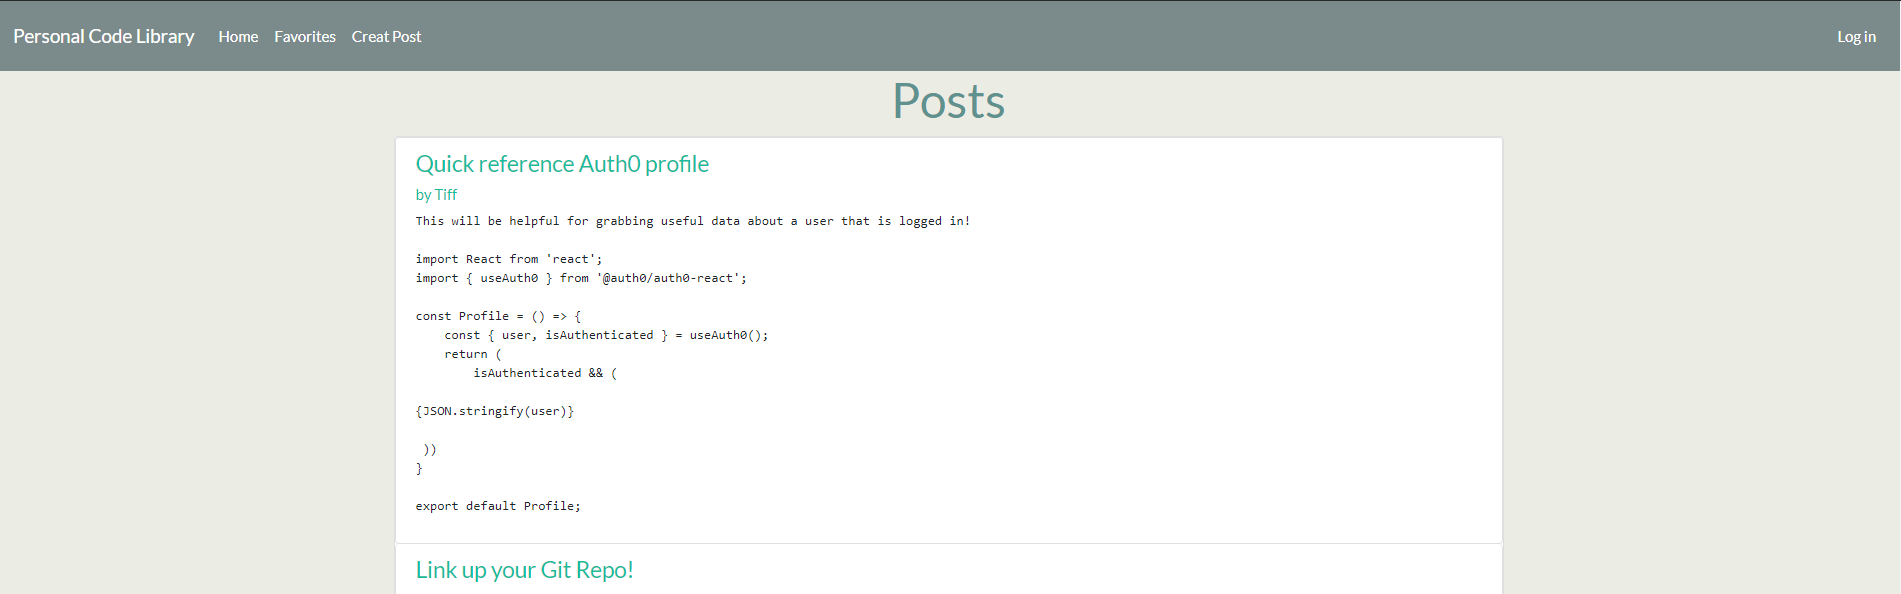 Personal Code Library Home Favorites Creat Post Log in
Posts
Quick reference Auth0 profile
by Tiff
This will be helpful for grabbing useful data about a user that is logged in!
import React from 'react';
import { useAuth0 } from '@auth0/auth0-react';
const Profile = () => {
    const { user, isAuthenticated } = useAuth0();
    return (
        isAuthenticated && (
{JSON.stringify(user)}
 ))
}
export default Profile;
Link up your Git Repo!